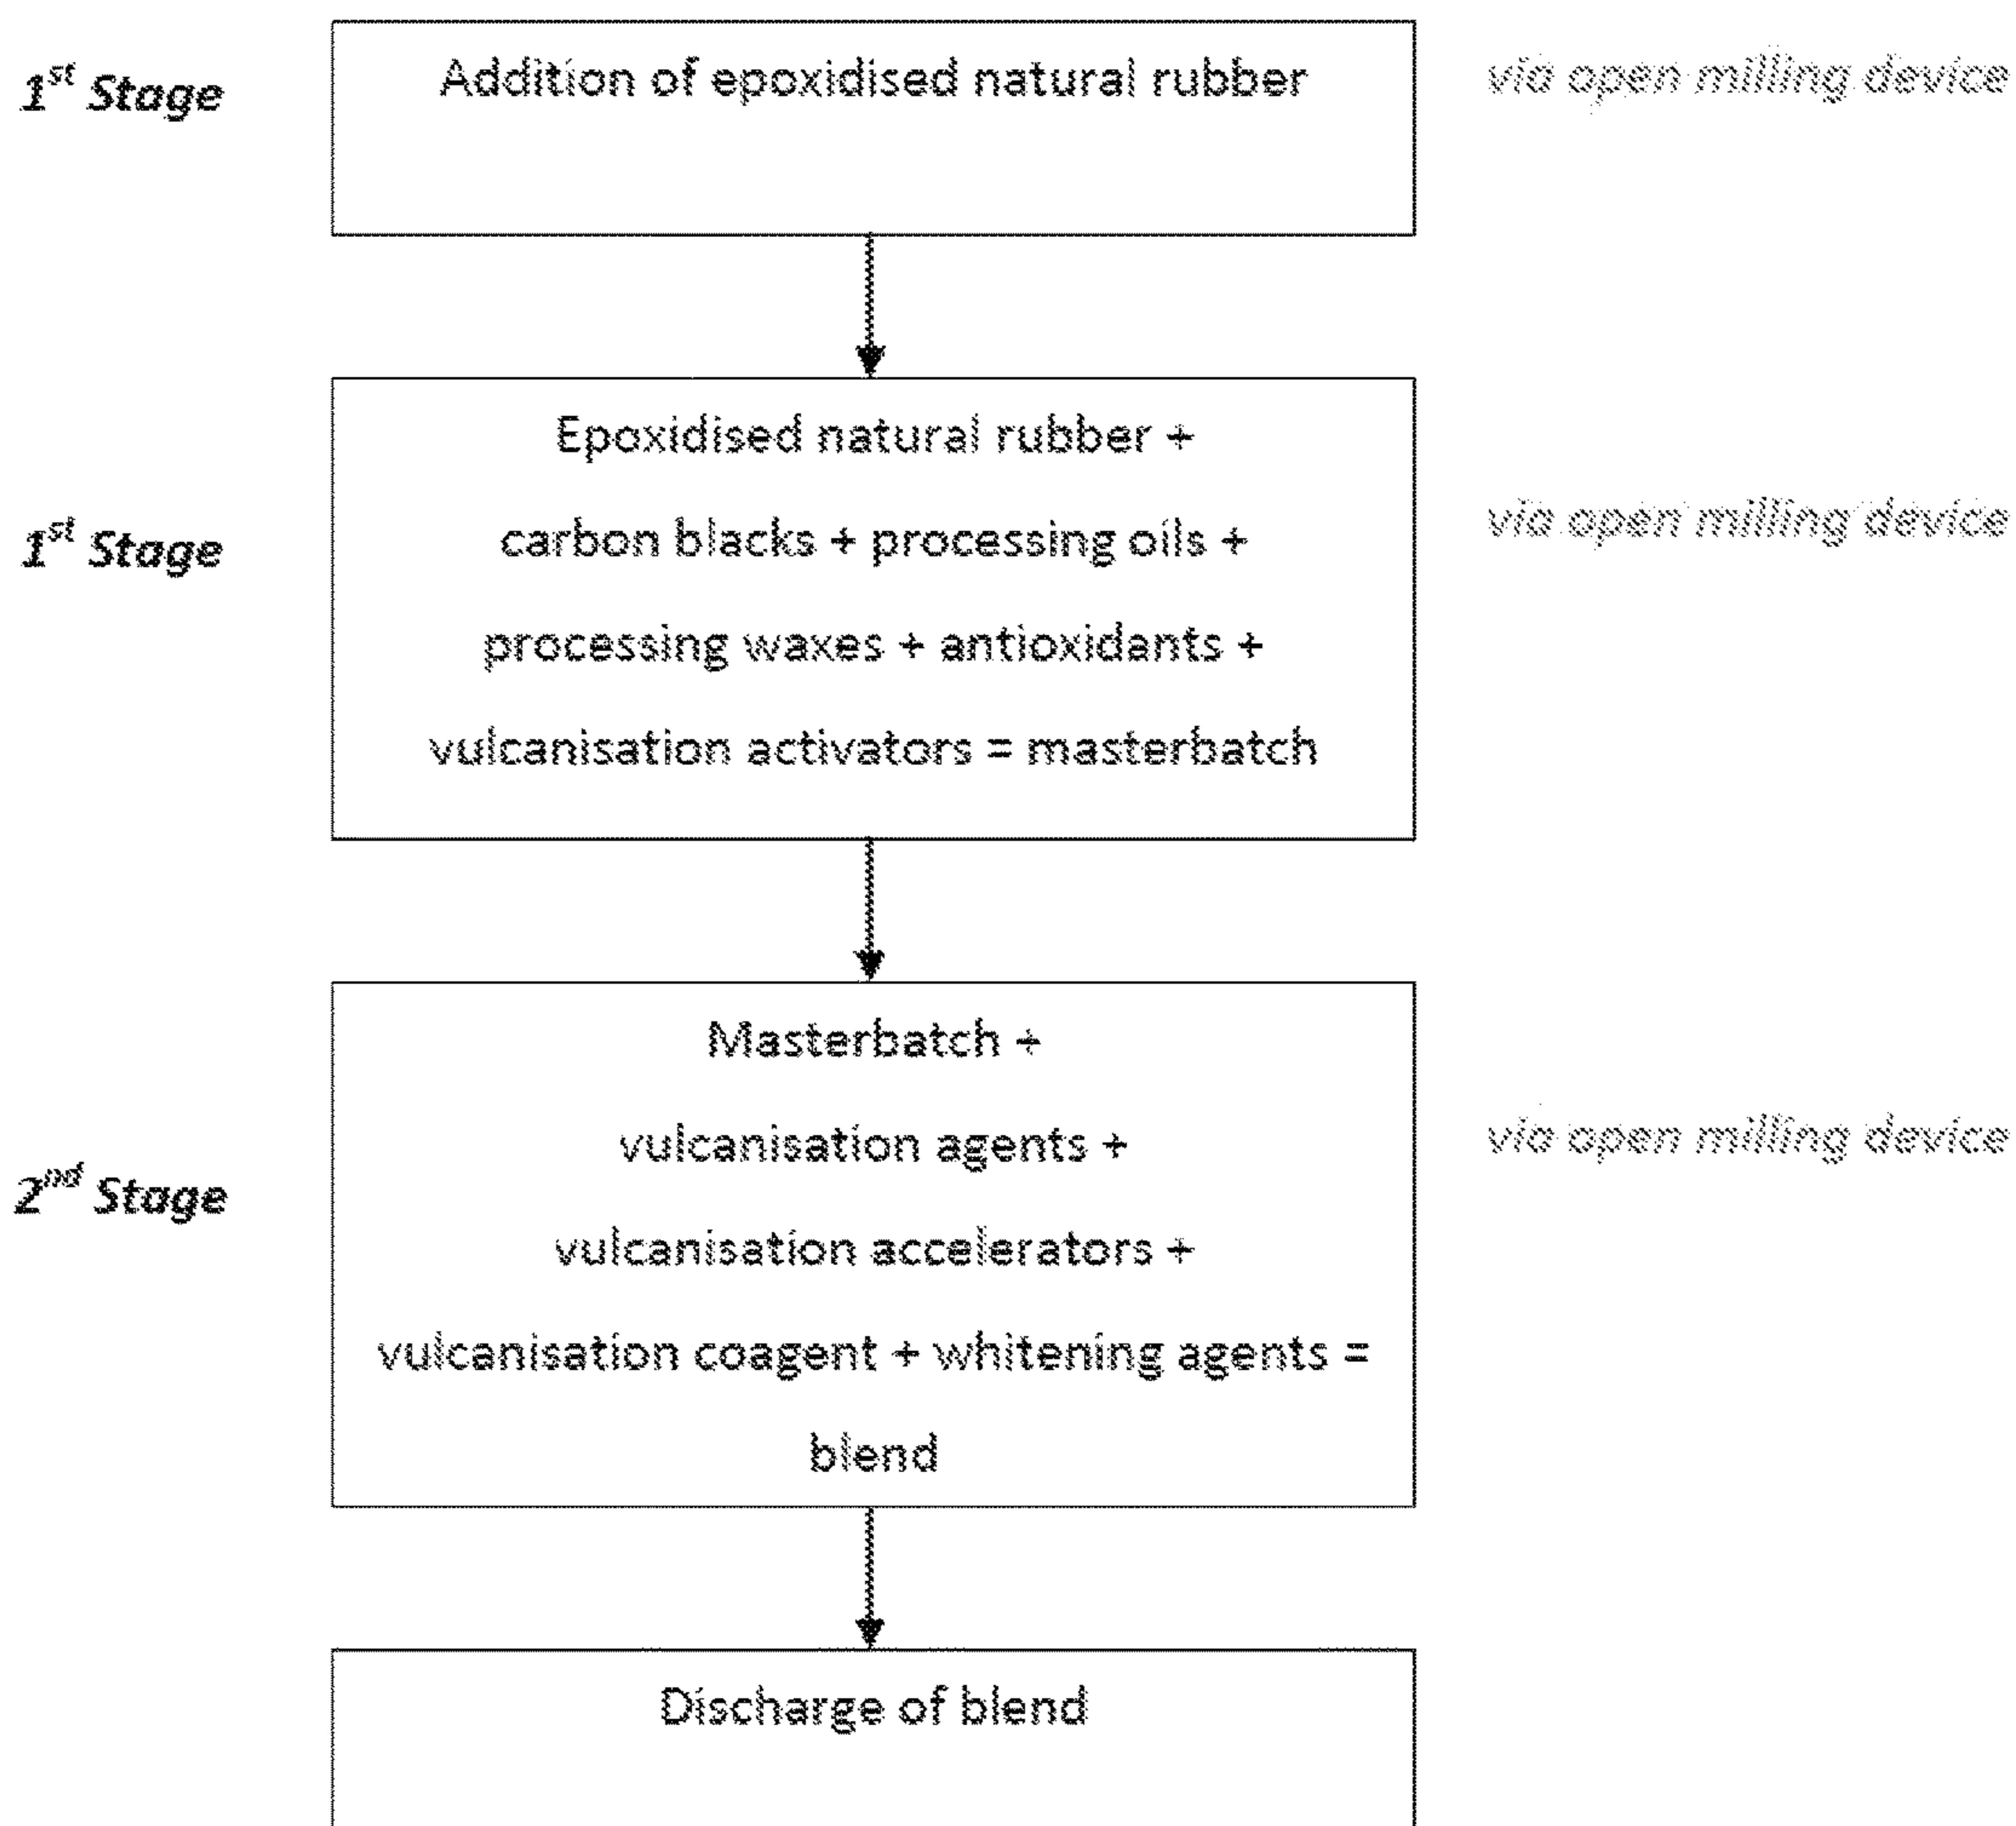 1st Stage
Addition of epoxidised natural rubber
via open milling device
1st Stage
Epoxidised natural rubber +
carbon blacks + processing oils +
processing waxes + antioxidants +
vulcanisation activators = masterbatch
via open milling device
2nd Stage
Masterbatch +
vulcanisation agents +
vulcanisation accelerators +
vulcanisation coagent + whitening agents =
blend
via open milling device
Discharge of blend